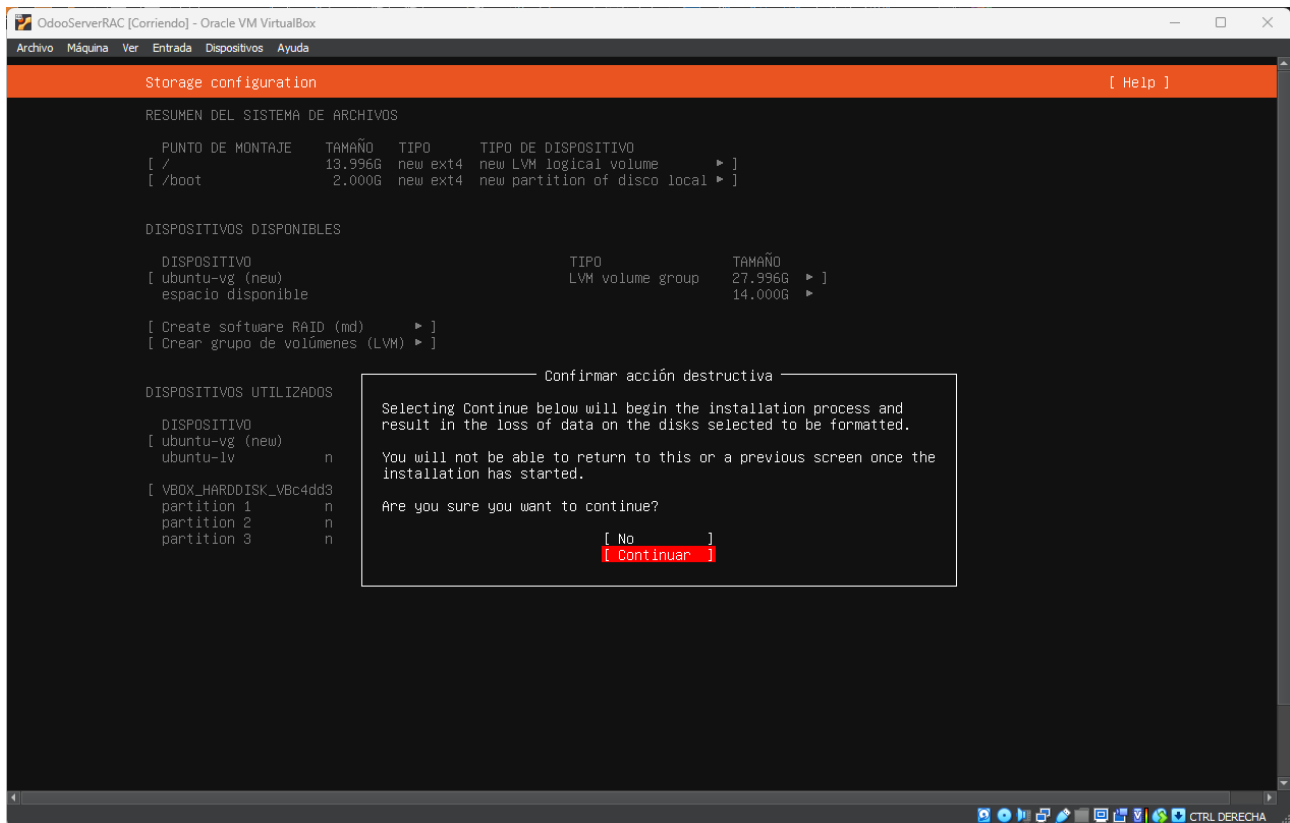 OdooServerRAC [Corriendo] - Oracle VM VirtualBox
Archivo Máquina Ver Entrada Dispositivos Ayuda
Storage configuration [ Help ]
RESUMEN DEL SISTEMA DE ARCHIVOS
PUNTO DE MONTAJE TAMAÑO TIPO TIPO DE DISPOSITIVO
[ / 13.996G new ext4 new LVM logical volume ▸ ]
[ /boot 2.000G new ext4 new partition of disco local ▸ ]
DISPOSITIVOS DISPONIBLES
DISPOSITIVO TIPO TAMAÑO
[ ubuntu-vg (new) LVM volume group 27.996G ▸ ]
espacio disponible 14.000G ▸
[ Create software RAID (md) ▸ ]
[ Crear grupo de volúmenes (LVM) ▸ ]
DISPOSITIVOS UTILIZADOS
DISPOSITIVO
[ ubuntu-vg (new)
ubuntu-lv n
[ VBOX_HARDDISK_VBc4dd3
partition 1 n
partition 2 n
partition 3 n
Confirmar acción destructiva
Selecting Continue below will begin the installation process and
result in the loss of data on the disks selected to be formatted.
You will not be able to return to this or a previous screen once the
installation has started.
Are you sure you want to continue?
[ No ]
[ Continuar ]
CTRL DERECHA